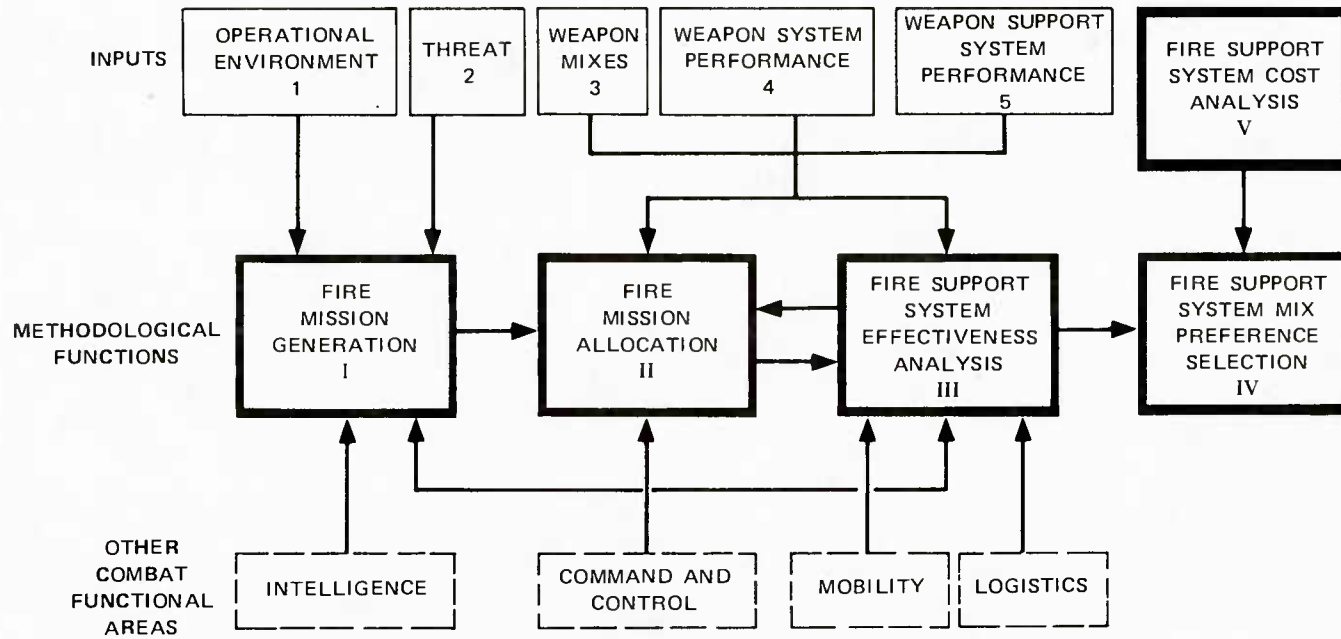 INPUTS
OPERATIONAL
ENVIRONMENT
1
THREAT
2
WEAPON
MIXES
3
WEAPON SYSTEM
PERFORMANCE
4
WEAPON SUPPORT
SYSTEM
PERFORMANCE
5
FIRE SUPPORT
SYSTEM COST
ANALYSIS
V
METHODOLOGICAL
FUNCTIONS
FIRE
MISSION
GENERATION
I
FIRE
MISSION
ALLOCATION
II
FIRE SUPPORT
SYSTEM
EFFECTIVENESS
ANALYSIS
III
FIRE SUPPORT
SYSTEM MIX
PREFERENCE
SELECTION
IV
OTHER
COMBAT
FUNCTIONAL
AREAS
INTELLIGENCE
COMMAND AND
CONTROL
MOBILITY
LOGISTICS